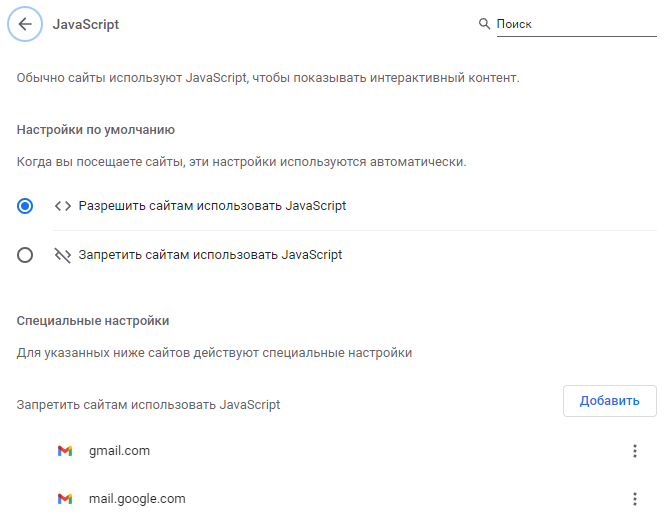 JavaScript
Поиск
Обычно сайты используют JavaScript, чтобы показывать интерактивный контент.
Настройки по умолчанию
Когда вы посещаете сайты, эти настройки используются автоматически.
Разрешить сайтам использовать JavaScript
Запретить сайтам использовать JavaScript
Специальные настройки
Для указанных ниже сайтов действуют специальные настройки
Запретить сайтам использовать JavaScript
Добавить
gmail.com
mail.google.com